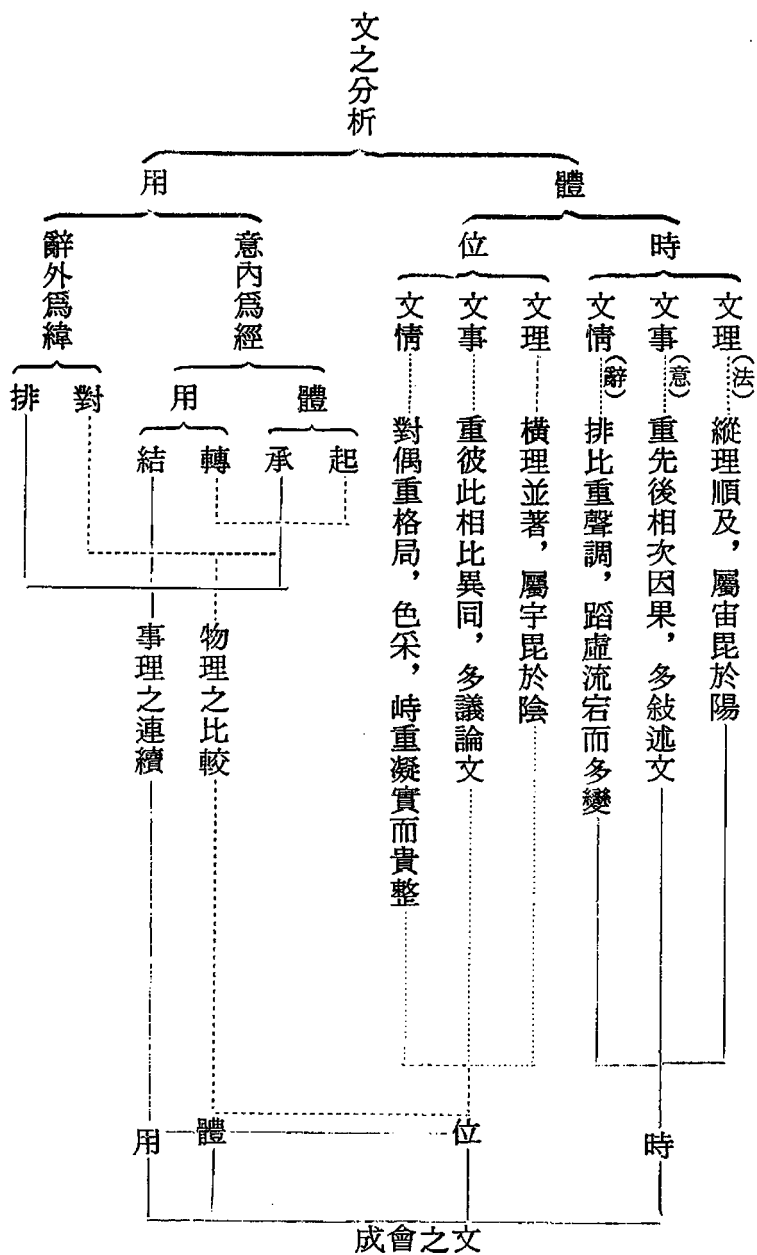 文之分析
體
用
時
位
意內爲經
辭外爲緯
文理(法)……縱理順及，屬宙毘於陽
文事(意)……重先後相次因果，多敍述文
文情(辭)……排比重聲調，蹈虛流宕而多變
文理……橫理並著，屬宇毘於陰
文事……重彼此相比異同，多議論文
文情……對偶重格局，色采，峙重凝實而貴整
體
用
起
承
轉
結
對
排
物理之比較
事理之連續
時
位
體
用
成會之文